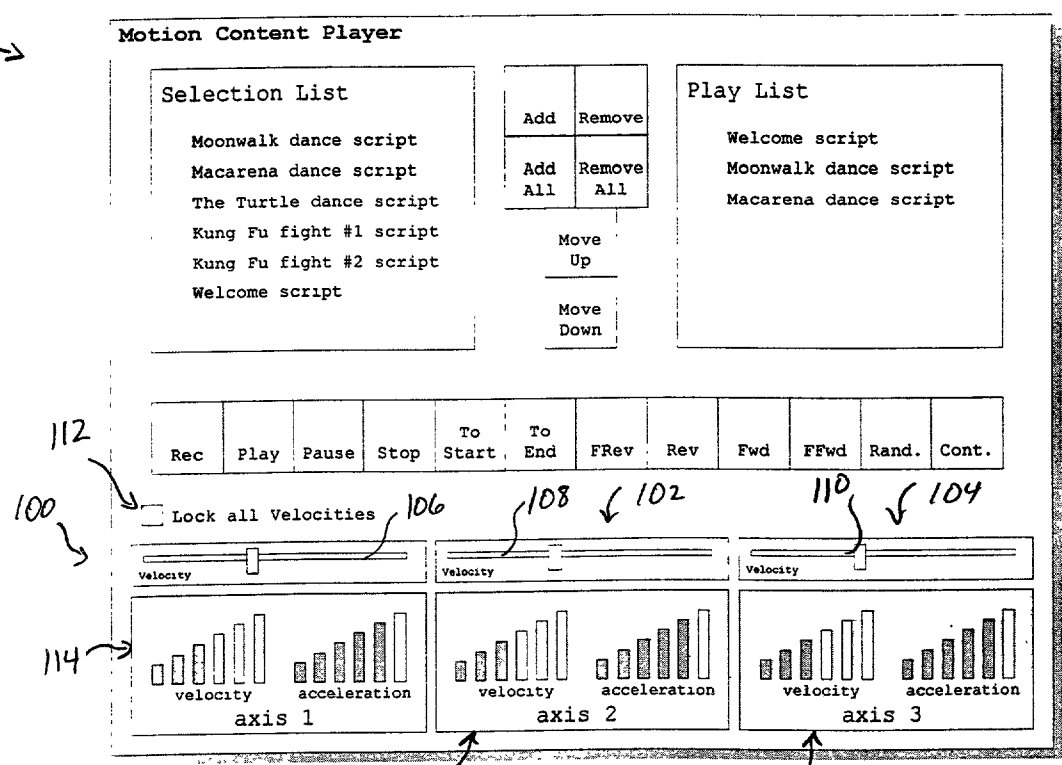 Motion Content Player
Selection List
Moonwalk dance script
Macarena dance script
The Turtle dance script
Kung Fu fight #1 script
Kung Fu fight #2 script
Welcome script
Add
Remove
Add All
Remove All
Move Up
Move Down
Play List
Welcome script
Moonwalk dance script
Macarena dance script
Rec
Play
Pause
Stop
To Start
To End
FRev
Rev
Fwd
FFwd
Rand.
Cont.
112
100
Lock all Velocities
106
108
102
110
104
Velocity
Velocity
Velocity
114
velocity
acceleration
axis 1
velocity
acceleration
axis 2
velocity
acceleration
axis 3